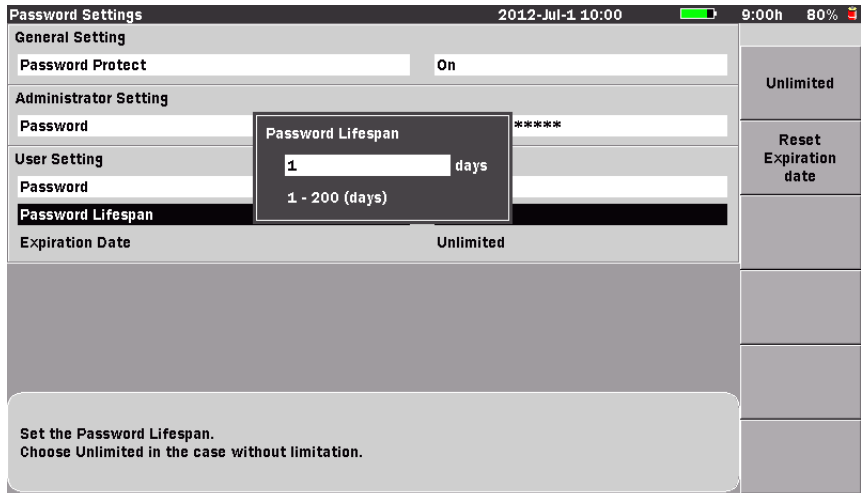 Password Settings 2012-Jul-1 10:00 9:00h 80%
General Setting
Password Protect On
Unlimited
Administrator Setting
Password *****
Reset
Expiration
date
User Setting
Password
Password Lifespan
Expiration Date Unlimited
Password Lifespan
1 days
1 - 200 (days)
Set the Password Lifespan.
Choose Unlimited in the case without limitation.